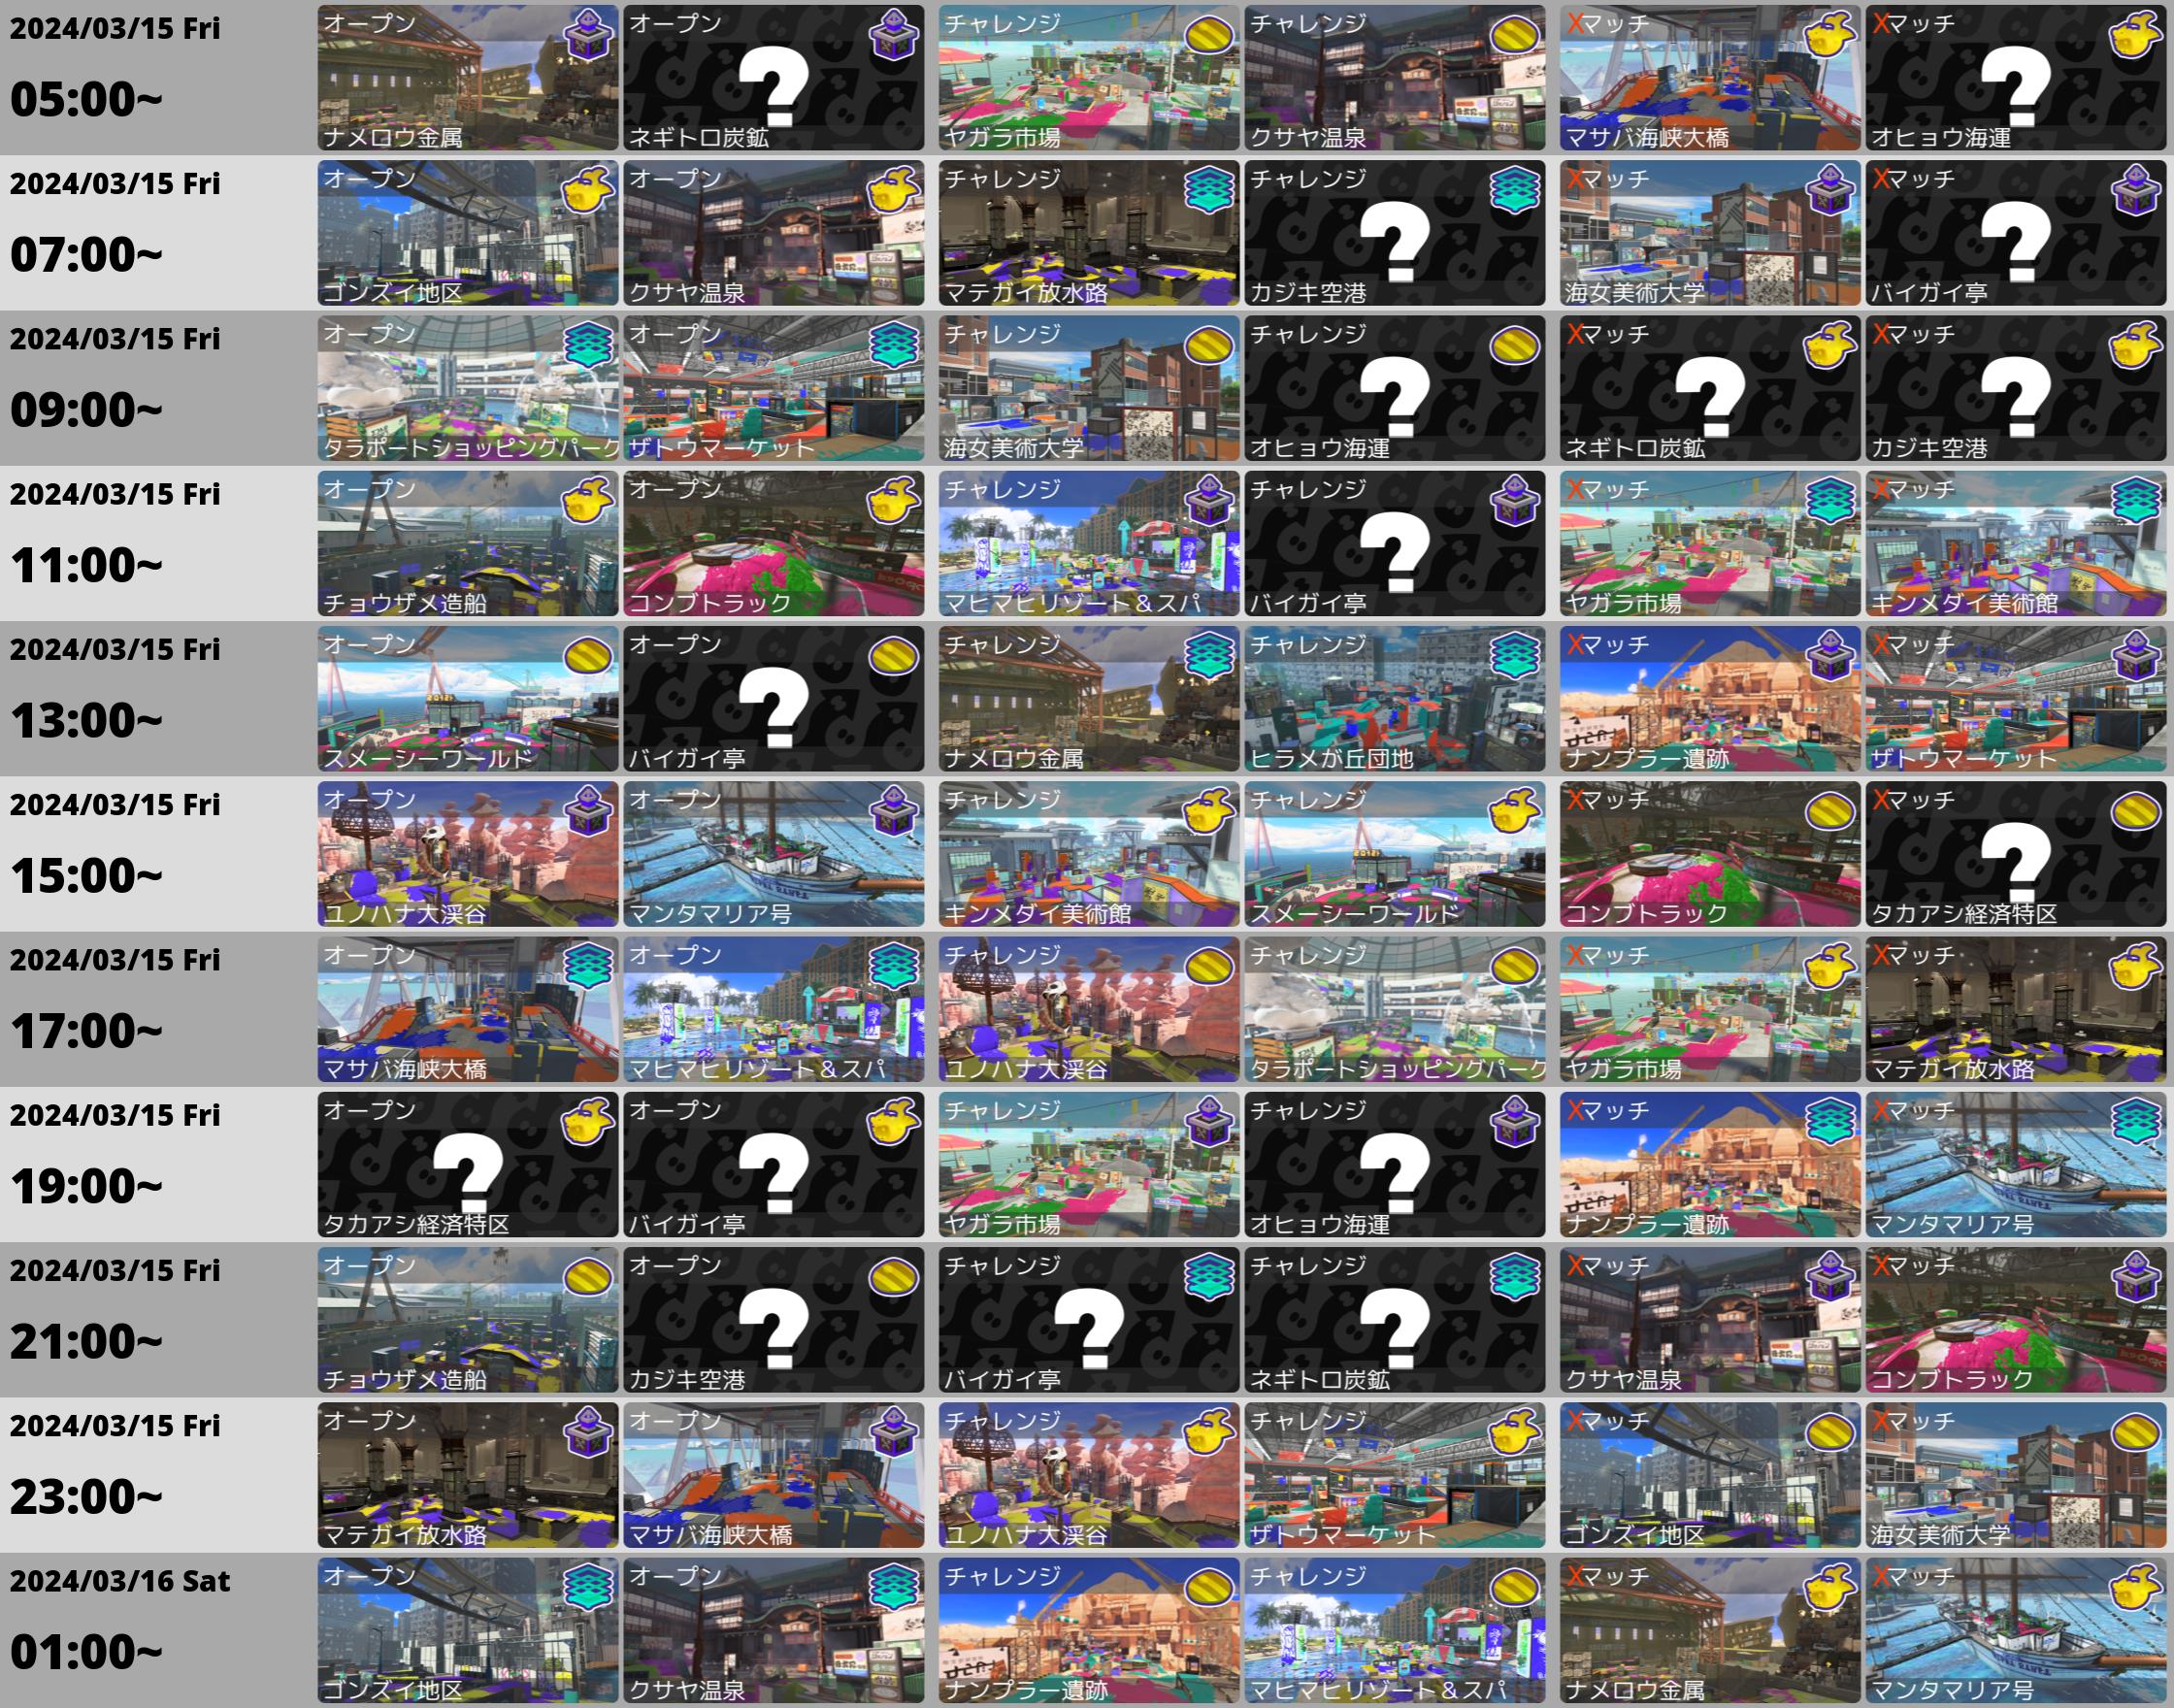 2024/03/15 Fri
05:00~
オープン オープン チャレンジ チャレンジ Xマッチ Xマッチ
ナメロウ金属 ネギトロ炭鉱 ヤガラ市場 クサヤ温泉 マサバ海峡大橋 オヒョウ海運
2024/03/15 Fri
07:00~
オープン オープン チャレンジ チャレンジ Xマッチ Xマッチ
ゴンズイ地区 クサヤ温泉 マテガイ放水路 カジキ空港 海女美術大学 バイガイ亭
2024/03/15 Fri
09:00~
オープン オープン チャレンジ チャレンジ Xマッチ Xマッチ
タラポートショッピングパーク ザトウマーケット 海女美術大学 オヒョウ海運 ネギトロ炭鉱 カジキ空港
2024/03/15 Fri
11:00~
オープン オープン チャレンジ チャレンジ Xマッチ Xマッチ
チョウザメ造船 コンブトラック マヒマヒリゾート＆スパ バイガイ亭 ヤガラ市場 キンメダイ美術館
2024/03/15 Fri
13:00~
オープン オープン チャレンジ チャレンジ Xマッチ Xマッチ
スメーシーワールド バイガイ亭 ナメロウ金属 ヒラメが丘団地 ナンプラー遺跡 ザトウマーケット
2024/03/15 Fri
15:00~
オープン オープン チャレンジ チャレンジ Xマッチ Xマッチ
ユノハナ大渓谷 マンタマリア号 キンメダイ美術館 スメーシーワールド コンブトラック タカアシ経済特区
2024/03/15 Fri
17:00~
オープン オープン チャレンジ チャレンジ Xマッチ Xマッチ
マサバ海峡大橋 マヒマヒリゾート＆スパ ユノハナ大渓谷 タラポートショッピングパーク ヤガラ市場 マテガイ放水路
2024/03/15 Fri
19:00~
オープン オープン チャレンジ チャレンジ Xマッチ Xマッチ
タカアシ経済特区 バイガイ亭 ヤガラ市場 オヒョウ海運 ナンプラー遺跡 マンタマリア号
2024/03/15 Fri
21:00~
オープン オープン チャレンジ チャレンジ Xマッチ Xマッチ
チョウザメ造船 カジキ空港 バイガイ亭 ネギトロ炭鉱 クサヤ温泉 コンブトラック
2024/03/15 Fri
23:00~
オープン オープン チャレンジ チャレンジ Xマッチ Xマッチ
マテガイ放水路 マサバ海峡大橋 ユノハナ大渓谷 ザトウマーケット ゴンズイ地区 海女美術大学
2024/03/16 Sat
01:00~
オープン オープン チャレンジ チャレンジ Xマッチ Xマッチ
ゴンズイ地区 クサヤ温泉 ナンプラー遺跡 マヒマヒリゾート＆スパ ナメロウ金属 マンタマリア号